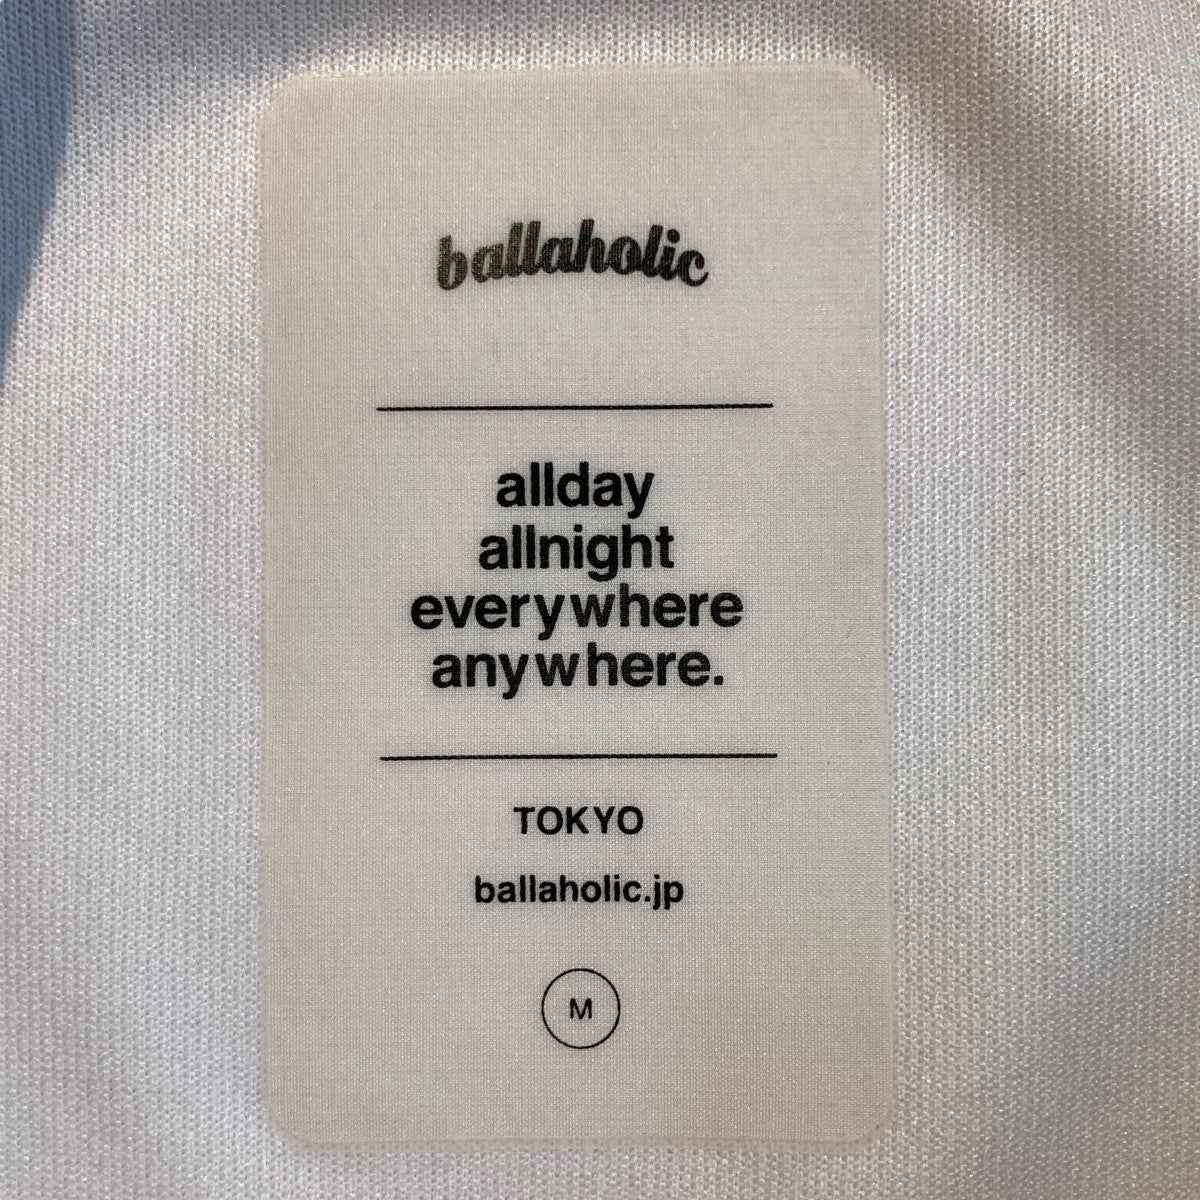 ballaholic
allday
allnight
everywhere
anywhere.
TOKYO
ballaholic.jp
M